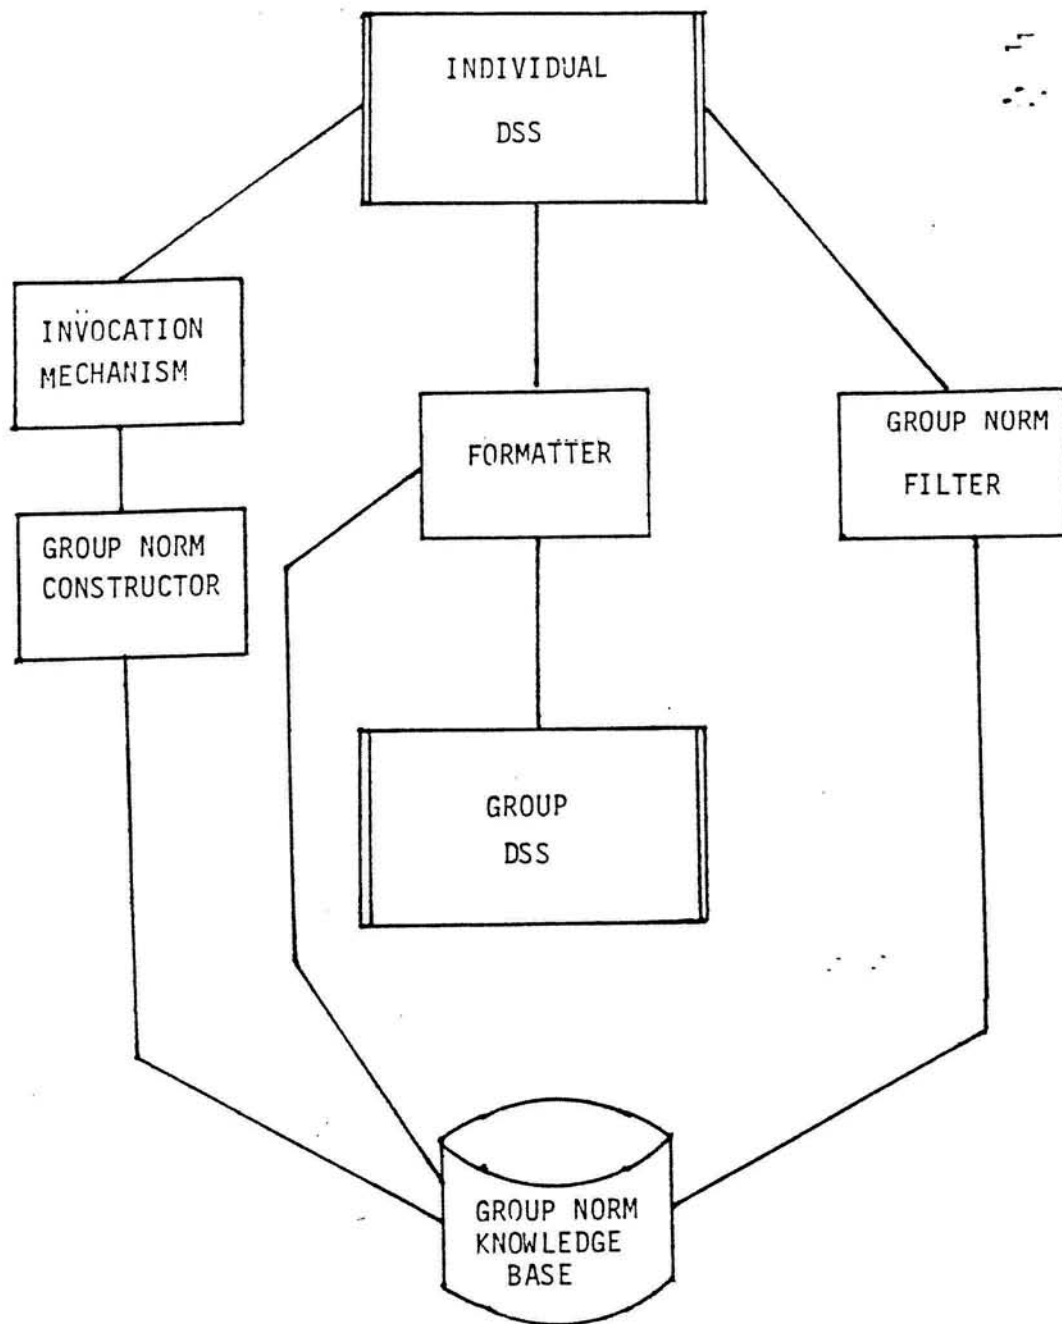 INDIVIDUAL
DSS
INVOCATION
MECHANISM
FORMATTER
GROUP NORM
FILTER
GROUP NORM
CONSTRUCTOR
GROUP
DSS
GROUP NORM
KNOWLEDGE
BASE